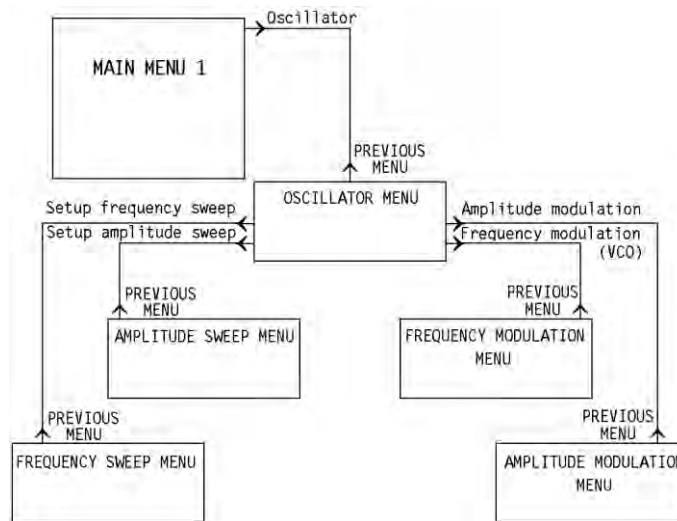 Oscillator
MAIN MENU 1
PREVIOUS
MENU
OSCILLATOR MENU
Setup frequency sweep
Setup amplitude sweep
Amplitude modulation
Frequency modulation
(VCO)
PREVIOUS
MENU
AMPLITUDE SWEEP MENU
PREVIOUS
MENU
FREQUENCY MODULATION
MENU
PREVIOUS
MENU
FREQUENCY SWEEP MENU
PREVIOUS
MENU
AMPLITUDE MODULATION
MENU